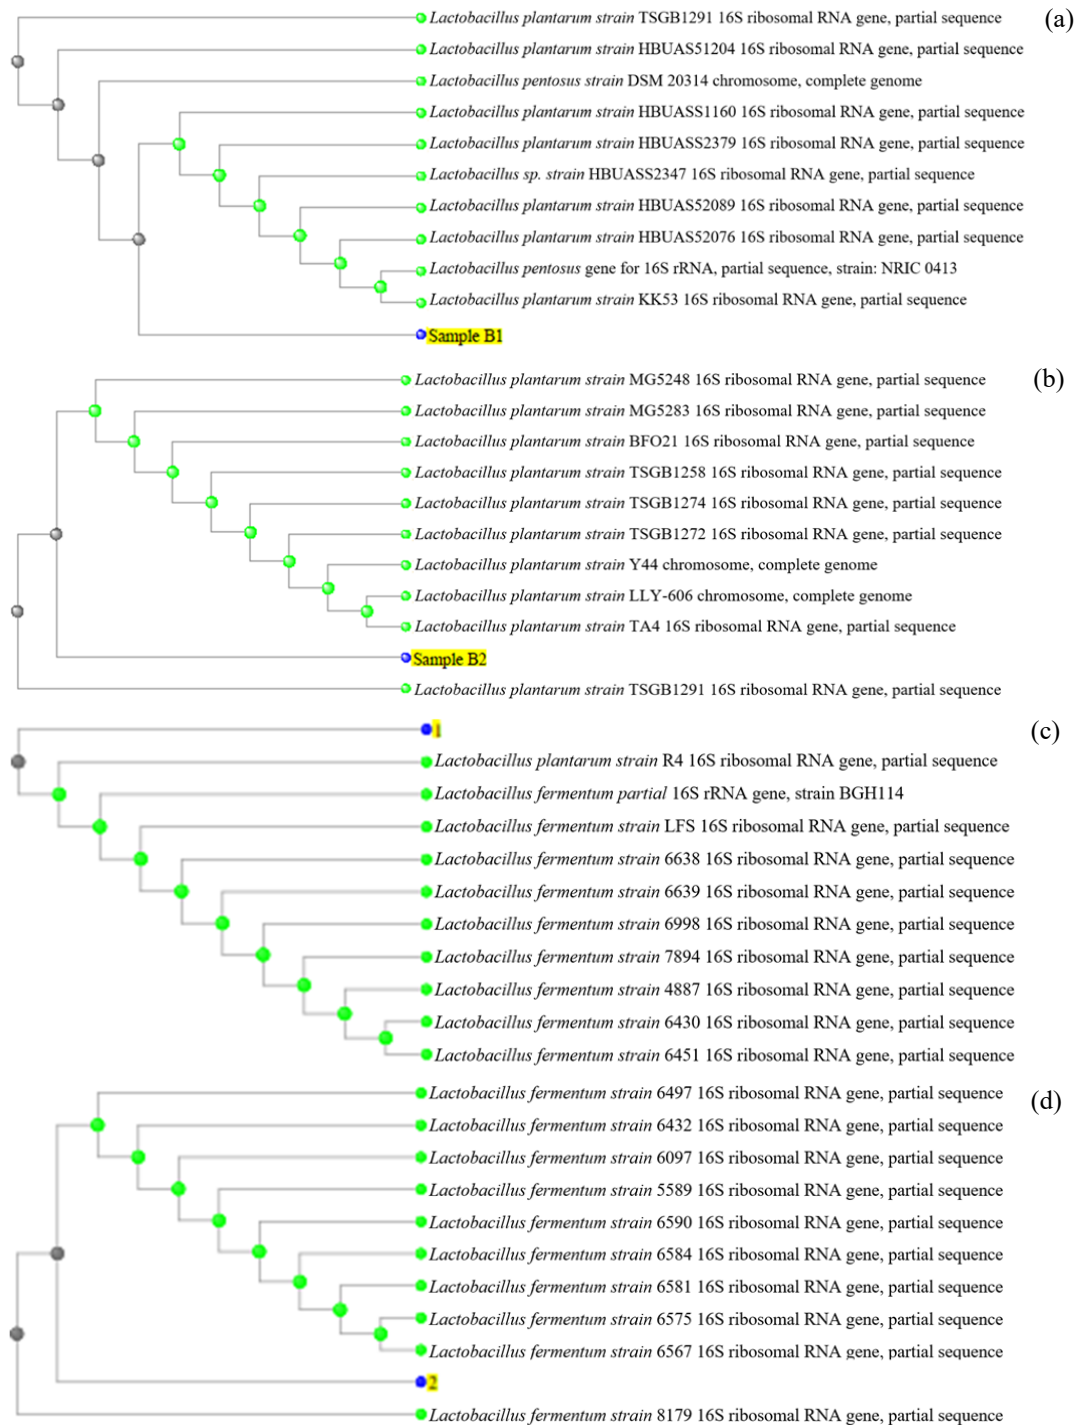 Lactobacillus plantarum strain TSGB1291 16S ribosomal RNA gene, partial sequence
(a)
Lactobacillus plantarum strain HBUAS51204 16S ribosomal RNA gene, partial sequence
Lactobacillus pentosus strain DSM 20314 chromosome, complete genome
Lactobacillus plantarum strain HBUASS1160 16S ribosomal RNA gene, partial sequence
Lactobacillus plantarum strain HBUASS2379 16S ribosomal RNA gene, partial sequence
Lactobacillus sp. strain HBUASS2347 16S ribosomal RNA gene, partial sequence
Lactobacillus plantarum strain HBUAS52089 16S ribosomal RNA gene, partial sequence
Lactobacillus plantarum strain HBUAS52076 16S ribosomal RNA gene, partial sequence
Lactobacillus pentosus gene for 16S rRNA, partial sequence, strain: NRIC 0413
Lactobacillus plantarum strain KK53 16S ribosomal RNA gene, partial sequence
Sample B1
Lactobacillus plantarum strain MG5248 16S ribosomal RNA gene, partial sequence
(b)
Lactobacillus plantarum strain MG5283 16S ribosomal RNA gene, partial sequence
Lactobacillus plantarum strain BFO21 16S ribosomal RNA gene, partial sequence
Lactobacillus plantarum strain TSGB1258 16S ribosomal RNA gene, partial sequence
Lactobacillus plantarum strain TSGB1274 16S ribosomal RNA gene, partial sequence
Lactobacillus plantarum strain TSGB1272 16S ribosomal RNA gene, partial sequence
Lactobacillus plantarum strain Y44 chromosome, complete genome
Lactobacillus plantarum strain LLY-606 chromosome, complete genome
Lactobacillus plantarum strain TA4 16S ribosomal RNA gene, partial sequence
Sample B2
Lactobacillus plantarum strain TSGB1291 16S ribosomal RNA gene, partial sequence
1
(c)
Lactobacillus plantarum strain R4 16S ribosomal RNA gene, partial sequence
Lactobacillus fermentum partial 16S rRNA gene, strain BGH114
Lactobacillus fermentum strain LFS 16S ribosomal RNA gene, partial sequence
Lactobacillus fermentum strain 6638 16S ribosomal RNA gene, partial sequence
Lactobacillus fermentum strain 6639 16S ribosomal RNA gene, partial sequence
Lactobacillus fermentum strain 6998 16S ribosomal RNA gene, partial sequence
Lactobacillus fermentum strain 7894 16S ribosomal RNA gene, partial sequence
Lactobacillus fermentum strain 4887 16S ribosomal RNA gene, partial sequence
Lactobacillus fermentum strain 6430 16S ribosomal RNA gene, partial sequence
Lactobacillus fermentum strain 6451 16S ribosomal RNA gene, partial sequence
Lactobacillus fermentum strain 6497 16S ribosomal RNA gene, partial sequence
(d)
Lactobacillus fermentum strain 6432 16S ribosomal RNA gene, partial sequence
Lactobacillus fermentum strain 6097 16S ribosomal RNA gene, partial sequence
Lactobacillus fermentum strain 5589 16S ribosomal RNA gene, partial sequence
Lactobacillus fermentum strain 6590 16S ribosomal RNA gene, partial sequence
Lactobacillus fermentum strain 6584 16S ribosomal RNA gene, partial sequence
Lactobacillus fermentum strain 6581 16S ribosomal RNA gene, partial sequence
Lactobacillus fermentum strain 6575 16S ribosomal RNA gene, partial sequence
Lactobacillus fermentum strain 6567 16S ribosomal RNA gene, partial sequence
2
Lactobacillus fermentum strain 8179 16S ribosomal RNA gene, partial sequence